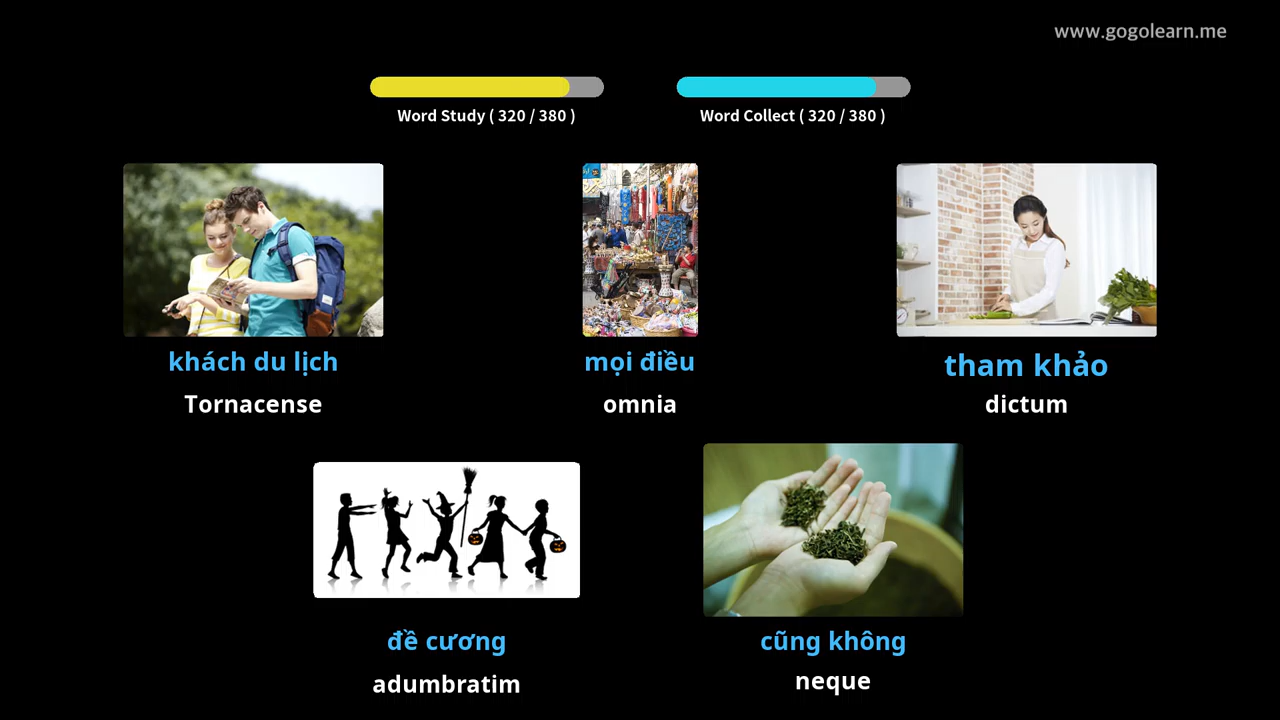 www.gogolearn.me
Word Study ( 320 / 380 )
Word Collect ( 320 / 380 )
khách du lịch
mọi điều
tham khảo
Tornacense
omnia
dictum
đề cương
cũng không
adumbratim
neque